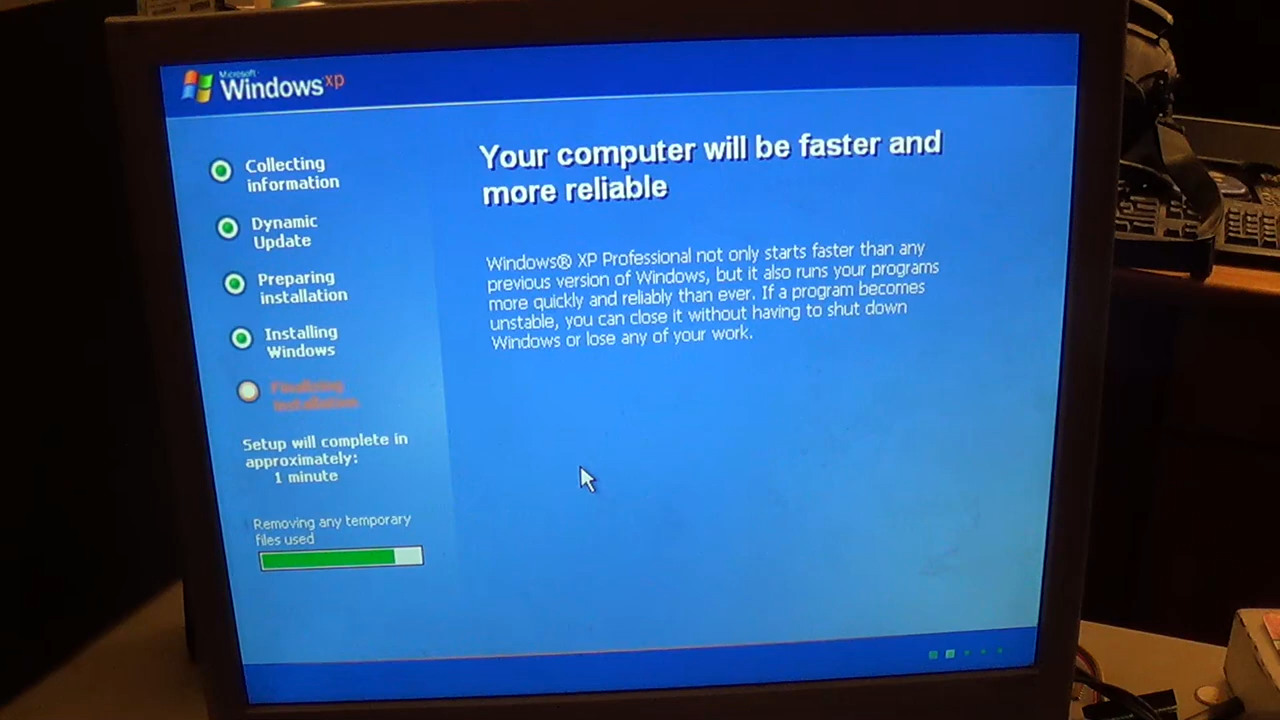 Microsoft
Windows xp
Collecting
information
Dynamic
Update
Preparing
installation
Installing
Windows
Finalizing
installation
Setup will complete in
approximately:
1 minute
Removing any temporary
files used
Your computer will be faster and
more reliable
Windows® XP Professional not only starts faster than any
previous version of Windows, but it also runs your programs
more quickly and reliably than ever. If a program becomes
unstable, you can close it without having to shut down
Windows or lose any of your work.